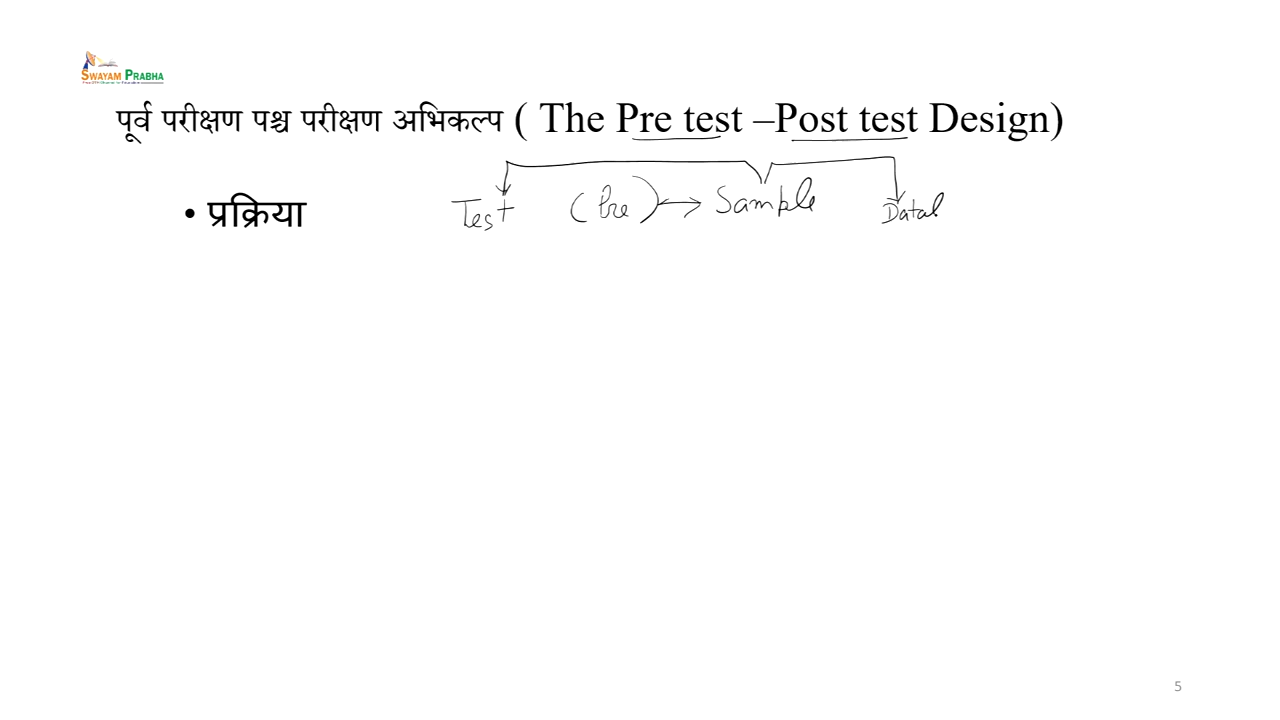 SWAYAM PRABHA
पूर्व परीक्षण पश्च परीक्षण अभिकल्प ( The Pre test –Post test Design)
• प्रक्रिया Test (Pre) Sample Datal
5